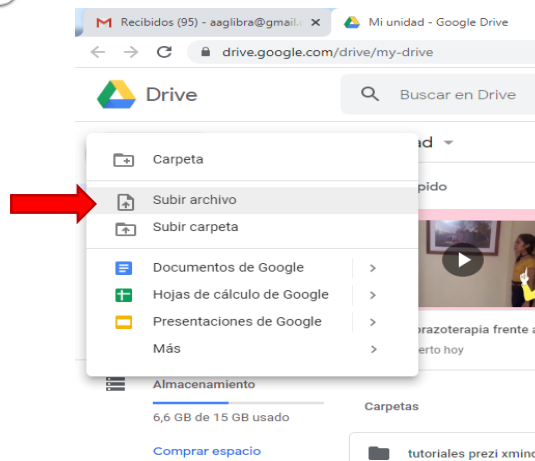 Recibidos (95) - aaglibra@gmail.
Mi unidad - Google Drive
drive.google.com/drive/my-drive
Drive
Buscar en Drive
Carpeta
Subir archivo
Subir carpeta
Documentos de Google
Hojas de cálculo de Google
Presentaciones de Google
Más
ad
pido
razoterapia frente a
erto hoy
Almacenamiento
6,6 GB de 15 GB usado
Comprar espacio
Carpetas
tutoriales prezi xmind